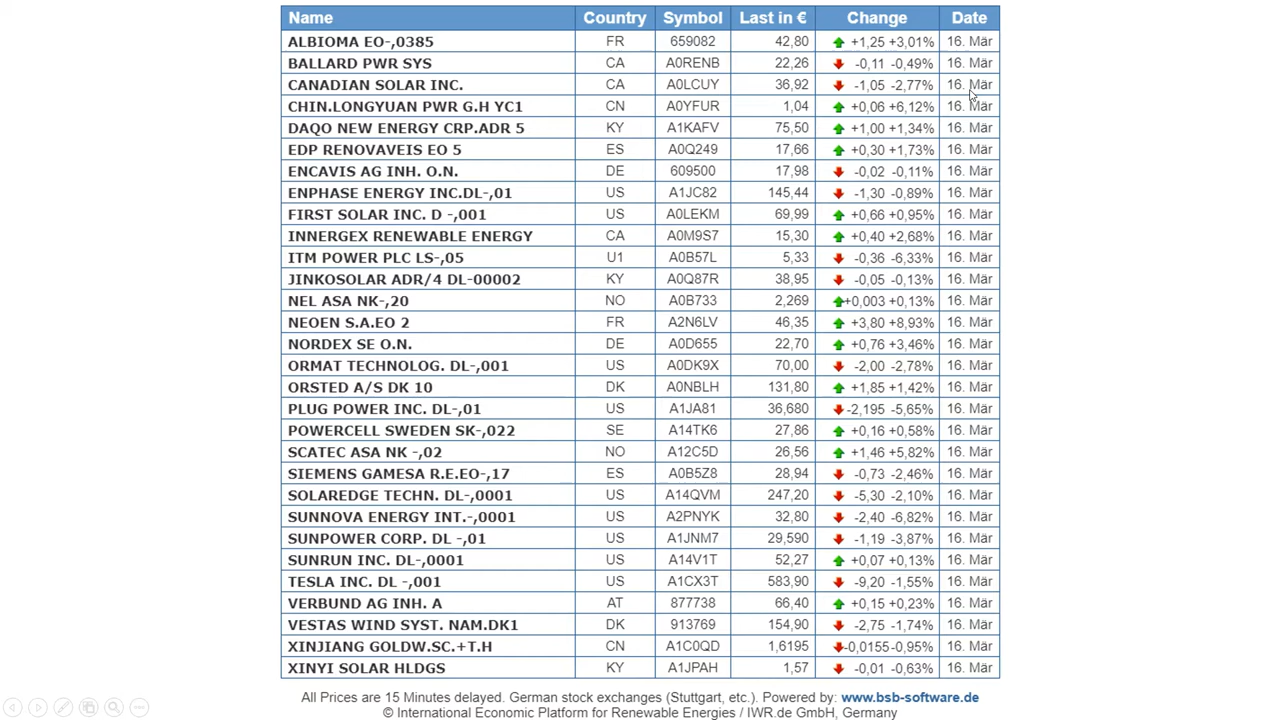 Name Country Symbol Last in € Change Date
ALBIOMA EO-,0385 FR 659082 42,80 +1,25 +3,01% 16. Mär
BALLARD PWR SYS CA A0RENB 22,26 -0,11 -0,49% 16. Mär
CANADIAN SOLAR INC. CA A0LCUY 36,92 -1,05 -2,77% 16. Mär
CHIN.LONGYUAN PWR G.H YC1 CN A0YFUR 1,04 +0,06 +6,12% 16. Mär
DAQO NEW ENERGY CRP.ADR 5 KY A1KAFV 75,50 +1,00 +1,34% 16. Mär
EDP RENOVAVEIS EO 5 ES A0Q249 17,66 +0,30 +1,73% 16. Mär
ENCAVIS AG INH. O.N. DE 609500 17,98 -0,02 -0,11% 16. Mär
ENPHASE ENERGY INC.DL-,01 US A1JC82 145,44 -1,30 -0,89% 16. Mär
FIRST SOLAR INC. D -,001 US A0LEKM 69,99 +0,66 +0,95% 16. Mär
INNERGEX RENEWABLE ENERGY CA A0M9S7 15,30 +0,40 +2,68% 16. Mär
ITM POWER PLC LS-,05 U1 A0B57L 5,33 -0,36 -6,33% 16. Mär
JINKOSOLAR ADR/4 DL-00002 KY A0Q87R 38,95 -0,05 -0,13% 16. Mär
NEL ASA NK-,20 NO A0B733 2,269 +0,003 +0,13% 16. Mär
NEOEN S.A.EO 2 FR A2N6LV 46,35 +3,80 +8,93% 16. Mär
NORDEX SE O.N. DE A0D655 22,70 +0,76 +3,46% 16. Mär
ORMAT TECHNOLOG. DL-,001 US A0DK9X 70,00 -2,00 -2,78% 16. Mär
ORSTED A/S DK 10 DK A0NBLH 131,80 +1,85 +1,42% 16. Mär
PLUG POWER INC. DL-,01 US A1JA81 36,680 -2,195 -5,65% 16. Mär
POWERCELL SWEDEN SK-,022 SE A14TK6 27,86 +0,16 +0,58% 16. Mär
SCATEC ASA NK -,02 NO A12C5D 26,56 +1,46 +5,82% 16. Mär
SIEMENS GAMESA R.E.EO-,17 ES A0B5Z8 28,94 -0,73 -2,46% 16. Mär
SOLAREDGE TECHN. DL-,0001 US A14QVM 247,20 -5,30 -2,10% 16. Mär
SUNNOVA ENERGY INT.-,0001 US A2PNYK 32,80 -2,40 -6,82% 16. Mär
SUNPOWER CORP. DL -,01 US A1JNM7 29,590 -1,19 -3,87% 16. Mär
SUNRUN INC. DL-,0001 US A14V1T 52,27 +0,07 +0,13% 16. Mär
TESLA INC. DL -,001 US A1CX3T 583,90 -9,20 -1,55% 16. Mär
VERBUND AG INH. A AT 877738 66,40 +0,15 +0,23% 16. Mär
VESTAS WIND SYST. NAM.DK1 DK 913769 154,90 -2,75 -1,74% 16. Mär
XINJIANG GOLDW.SC.+T.H CN A1C0QD 1,6195 -0,0155 -0,95% 16. Mär
XINYI SOLAR HLDGS KY A1JPAH 1,57 -0,01 -0,63% 16. Mär
All Prices are 15 Minutes delayed. German stock exchanges (Stuttgart, etc.). Powered by: www.bsb-software.de
© International Economic Platform for Renewable Energies / IWR.de GmbH, Germany